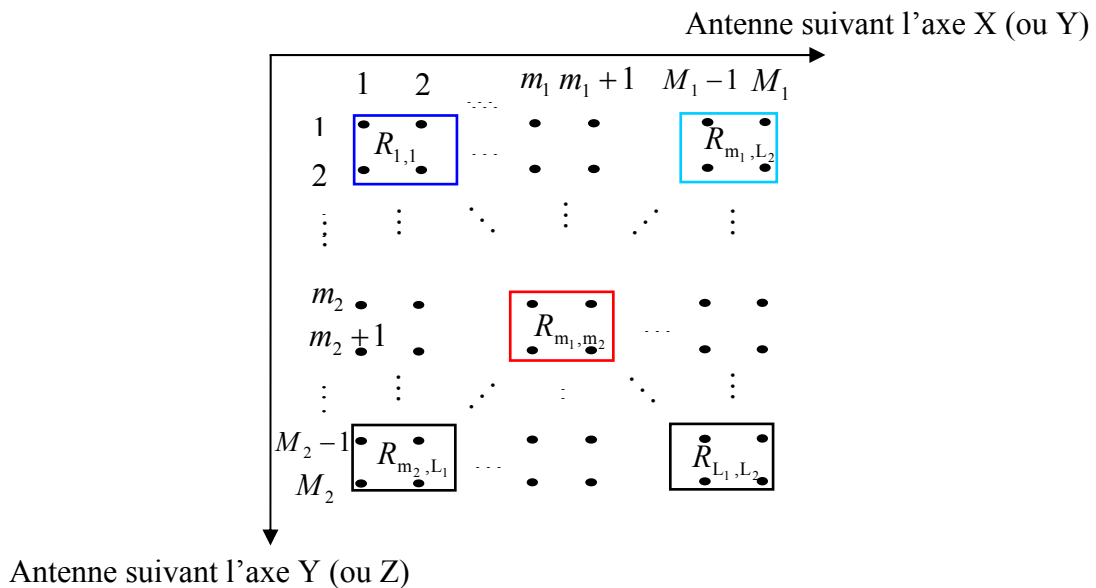 Antenne suivant l'axe X (ou Y)
1 2 .... m₁ m₁ + 1 M₁ − 1 M₁
1
R₁,₁
R_{m₁,L₂}
2
m₂
R_{m₁,m₂}
m₂ + 1
M₂ − 1
R_{m₂,L₁}
R_{L₁,L₂}
M₂
Antenne suivant l'axe Y (ou Z)